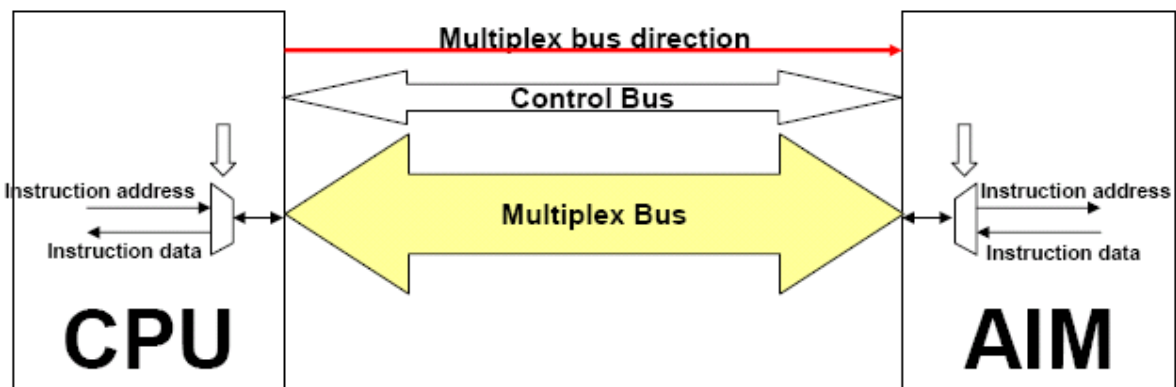 Multiplex bus direction
Control Bus
Instruction address
Instruction data
Multiplex Bus
Instruction address
Instruction data
CPU
AIM